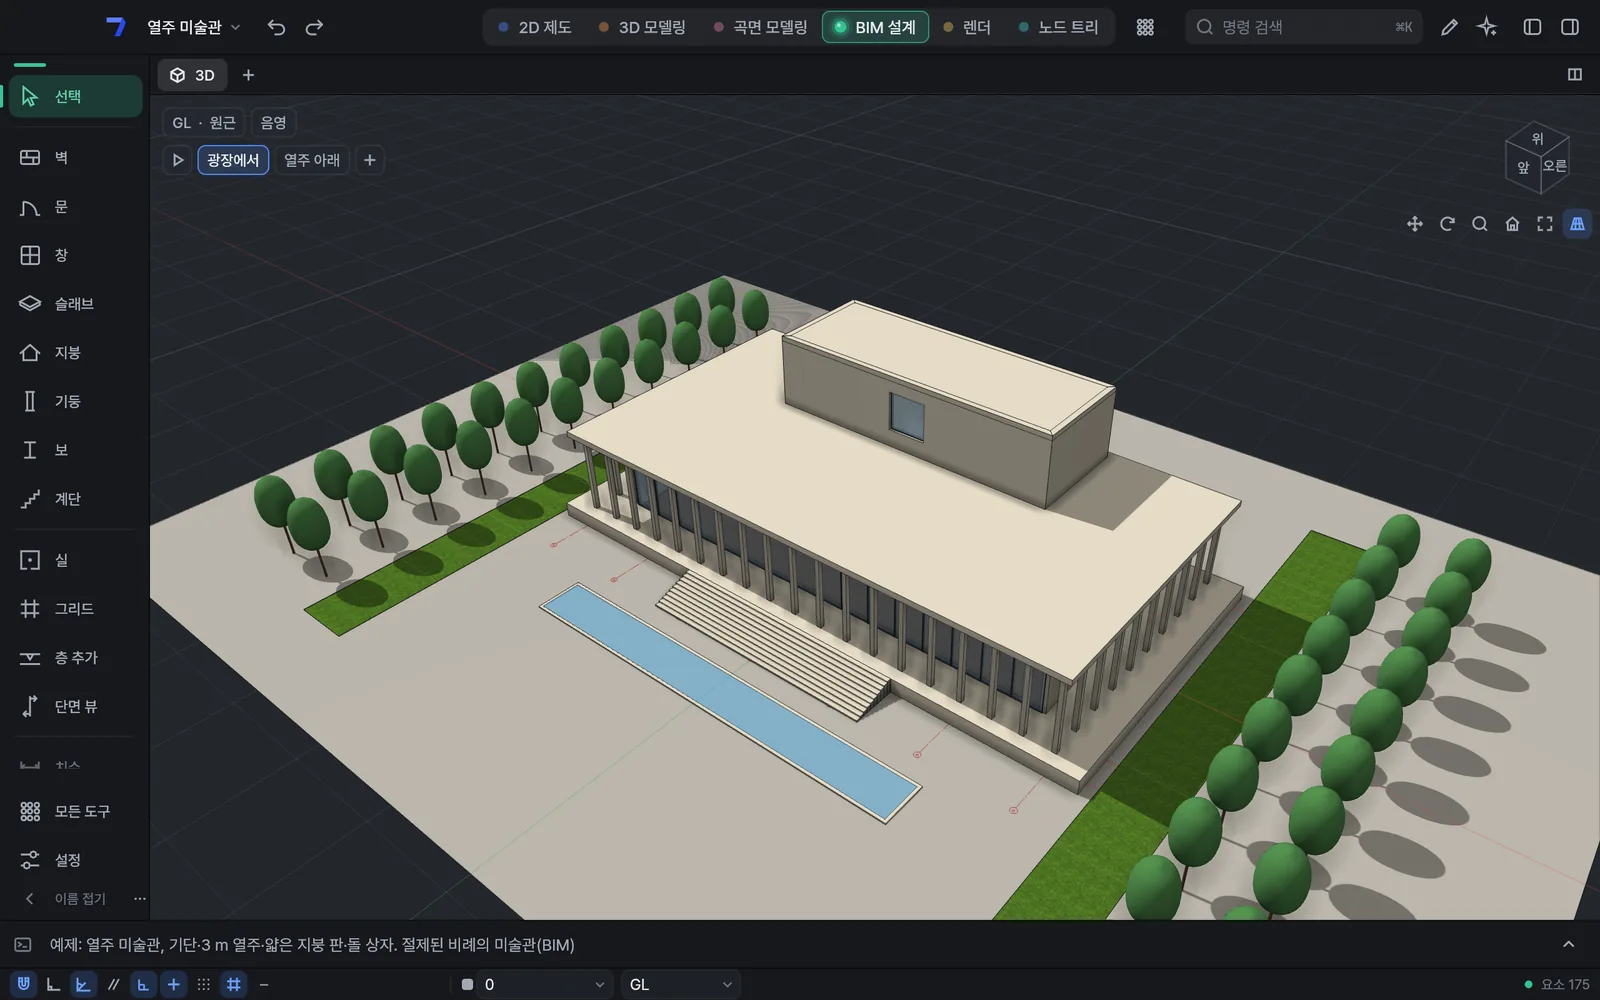 열주 미술관
2D 제도
3D 모델링
곡면 모델링
BIM 설계
렌더
노드 트리
명령 검색
⌘K
선택
3D
GL · 원근
음영
광장에서
열주 아래
위
앞
오른
벽
문
창
슬래브
지붕
기둥
보
계단
실
그리드
층 추가
단면 뷰
치수
모든 도구
설정
이름 접기
예제: 열주 미술관, 기단·3 m 열주·얇은 지붕 판·돌 상자. 절제된 비례의 미술관(BIM)
0
GL
요소 175